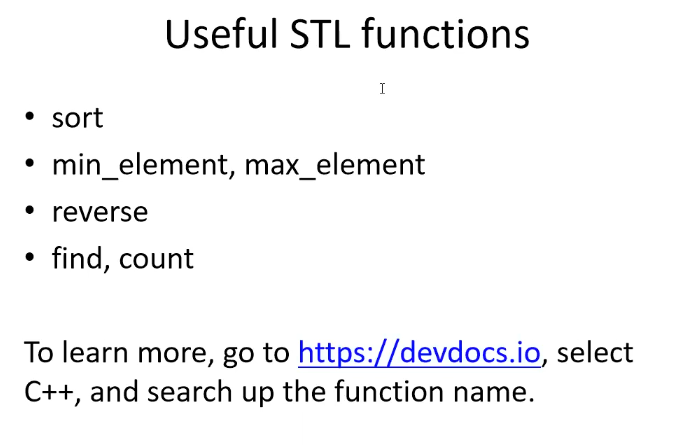 Useful STL functions
• sort
• min_element, max_element
• reverse
• find, count
To learn more, go to https://devdocs.io, select
C++, and search up the function name.